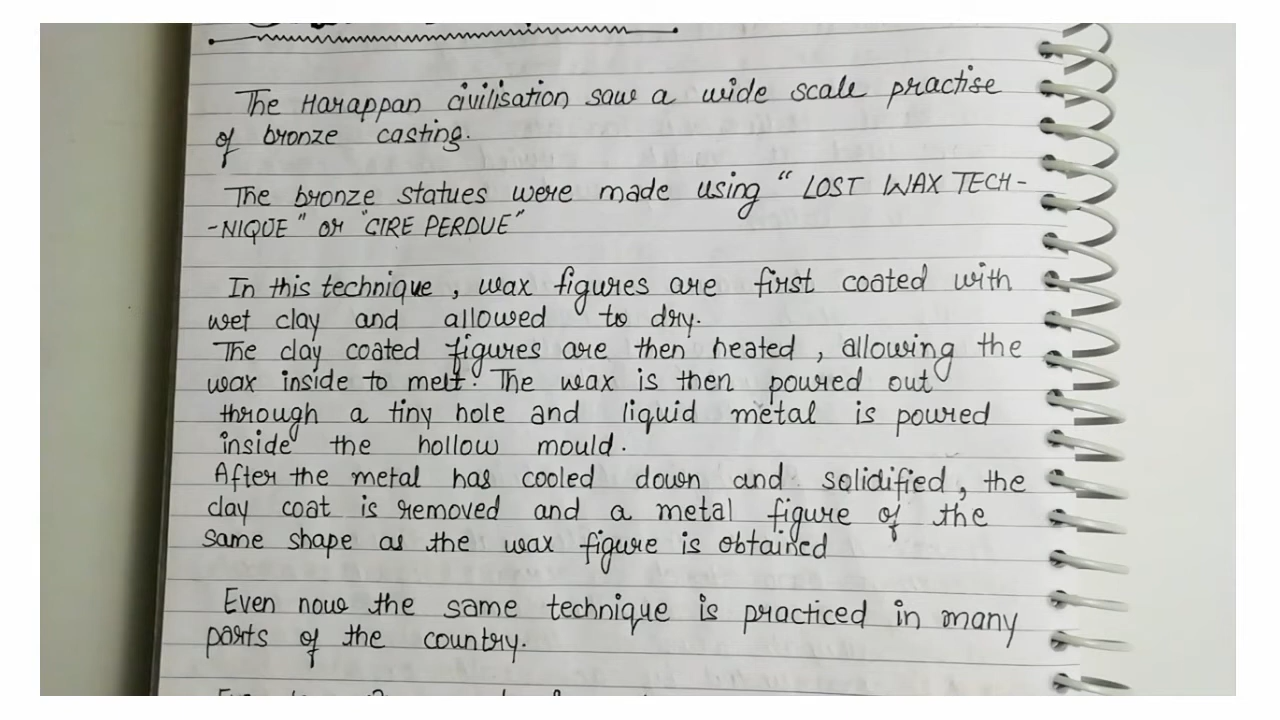 The Harappan civilisation saw a wide scale practise
of bronze casting.
The bronze statues were made using " LOST WAX TECH-
-NIQUE" or "CIRE PERDUE"
In this technique, wax figures are first coated with
wet clay and allowed to dry.
The clay coated figures are then heated, allowing the
wax inside to melt. The wax is then poured out
through a tiny hole and liquid metal is poured
inside the hollow mould.
After the metal has cooled down and solidified, the
clay coat is removed and a metal figure of the
same shape as the wax figure is obtained
Even now the same technique is practiced in many
parts of the country.